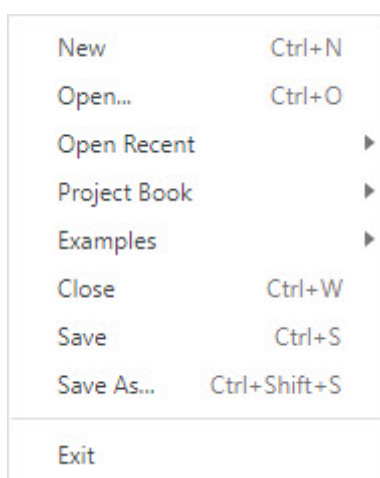 New Ctrl+N
Open... Ctrl+O
Open Recent
Project Book
Examples
Close Ctrl+W
Save Ctrl+S
Save As... Ctrl+Shift+S
Exit